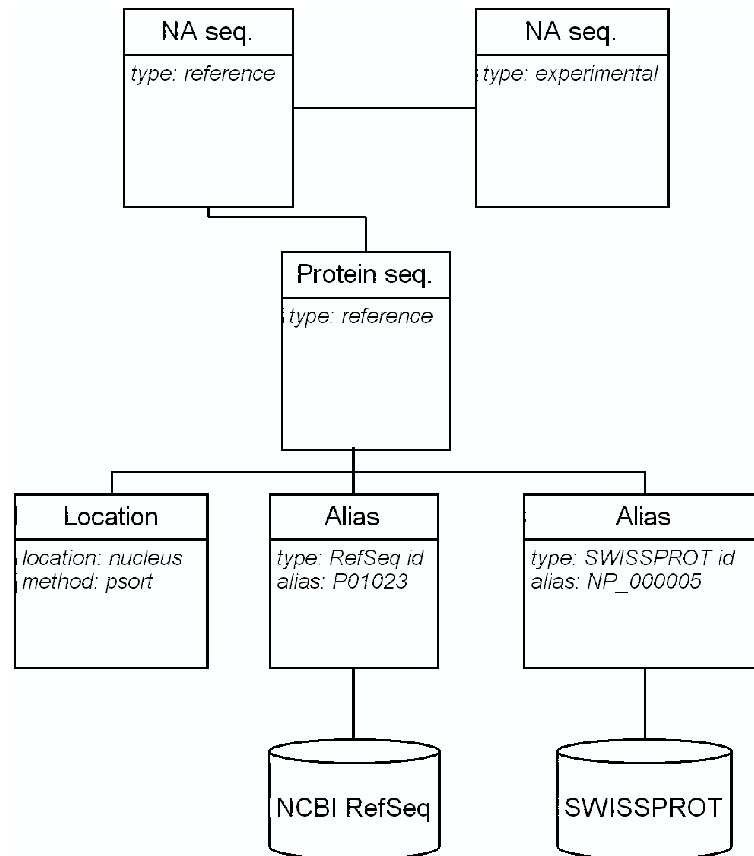 NA seq.
type: reference
NA seq.
type: experimental
Protein seq.
type: reference
Location
location: nucleus
method: psort
Alias
type: RefSeq id
alias: P01023
Alias
type: SWISSPROT id
alias: NP_000005
NCBI RefSeq
SWISSPROT